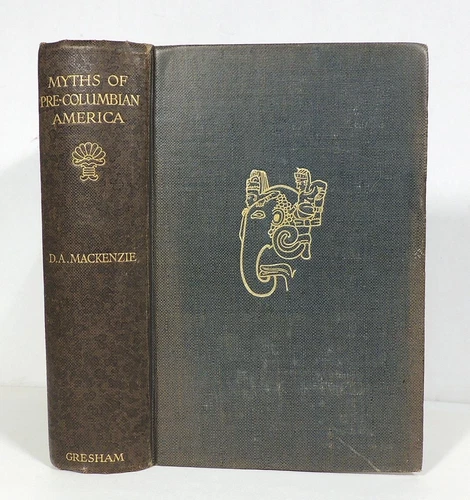 MYTHS OF
PRE-COLUMBIAN
AMERICA
D.A. MACKENZIE
GRESHAM